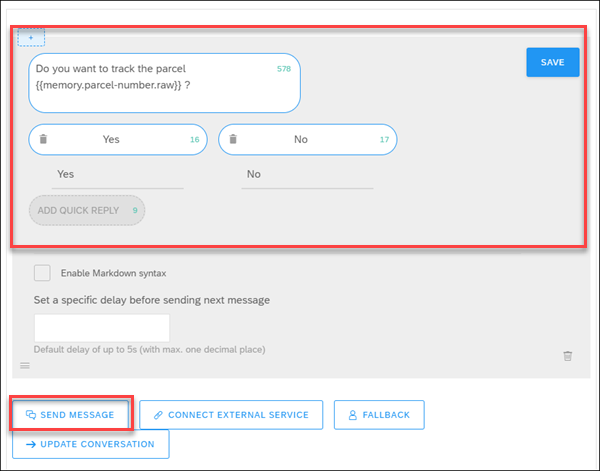 +
SAVE
Do you want to track the parcel 578
{{memory.parcel-number.raw}} ?
Yes 16 No 17
Yes No
ADD QUICK REPLY 9
Enable Markdown syntax
Set a specific delay before sending next message
Default delay of up to 5s (with max. one decimal place)
SEND MESSAGE CONNECT EXTERNAL SERVICE FALLBACK
UPDATE CONVERSATION